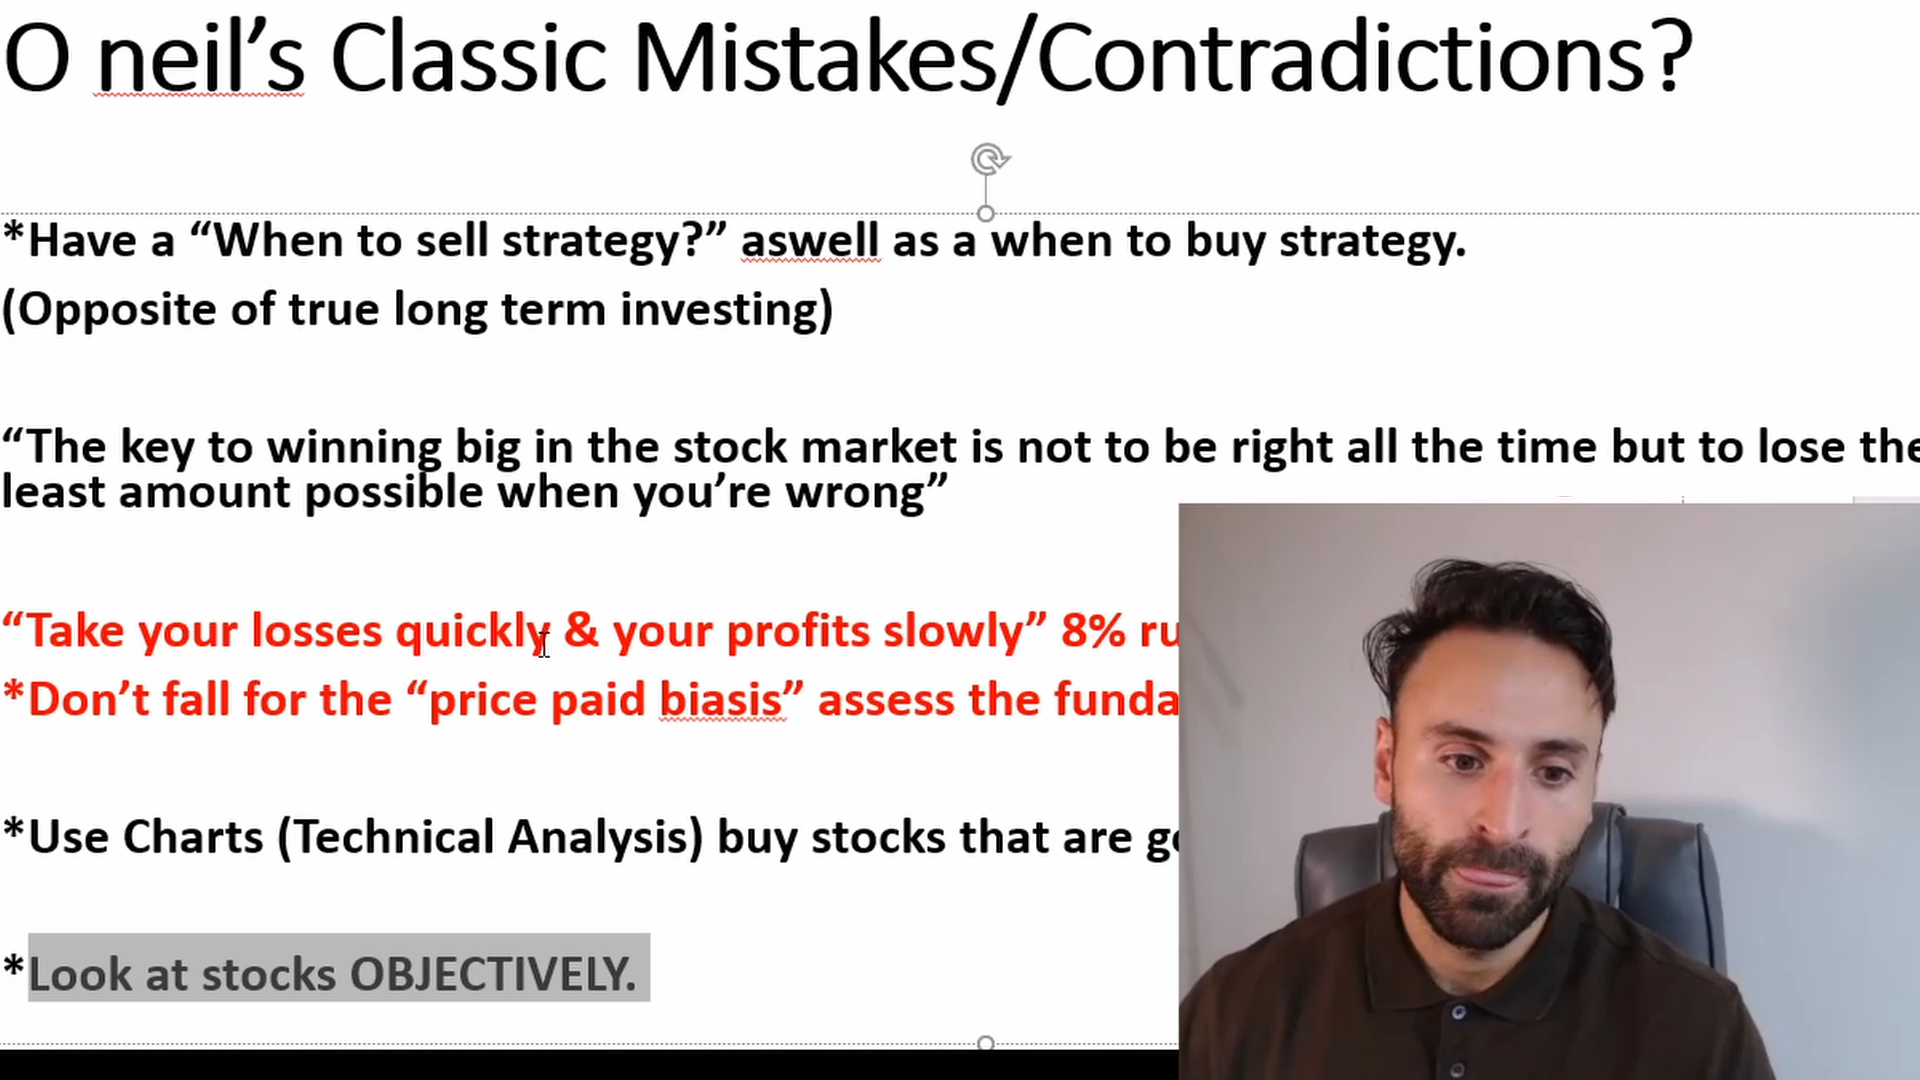 O neil’s Classic Mistakes/Contradictions?
*Have a “When to sell strategy?” aswell as a when to buy strategy.
(Opposite of true long term investing)
“The key to winning big in the stock market is not to be right all the time but to lose the
least amount possible when you’re wrong”
“Take your losses quickly & your profits slowly” 8%
*Don’t fall for the “price paid biasis” assess the
*Use Charts (Technical Analysis) buy stocks that are
*Look at stocks OBJECTIVELY.